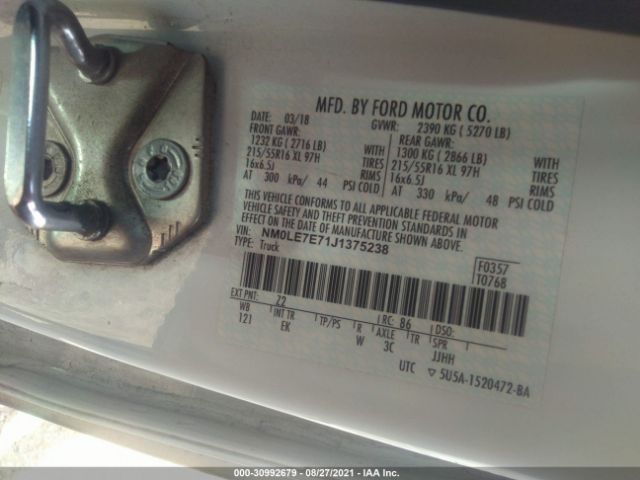 MFD. BY FORD MOTOR CO.
DATE: 03/18 GVWR: 2390 KG ( 5270 LB)
FRONT GAWR: REAR GAWR:
1232 KG ( 2716 LB) WITH 1300 KG ( 2866 LB) WITH
215/55R16 XL 97H TIRES 215/55R16 XL 97H TIRES
16x6.5J RIMS 16x6.5J RIMS
AT 300 kPa/ 44 PSI COLD AT 330 kPa/ 48 PSI COLD
THIS VEHICLE CONFORMS TO ALL APPLICABLE FEDERAL MOTOR
VEHICLE SAFETY AND THEFT PREVENTION STANDARDS IN
EFFECT ON THE DATE OF MANUFACTURE SHOWN ABOVE.
VIN: NM0LE7E71J1375238
TYPE: Truck
F0357
T0768
EXT PNT: Z2 RC: 86 DSO:
WB INT TR TP/PS R AXLE TR SPR
121 EK W 3C JJHH
UTC ▽5U5A-1520472-BA
000-30992679 - 08/27/2021 - IAA Inc.